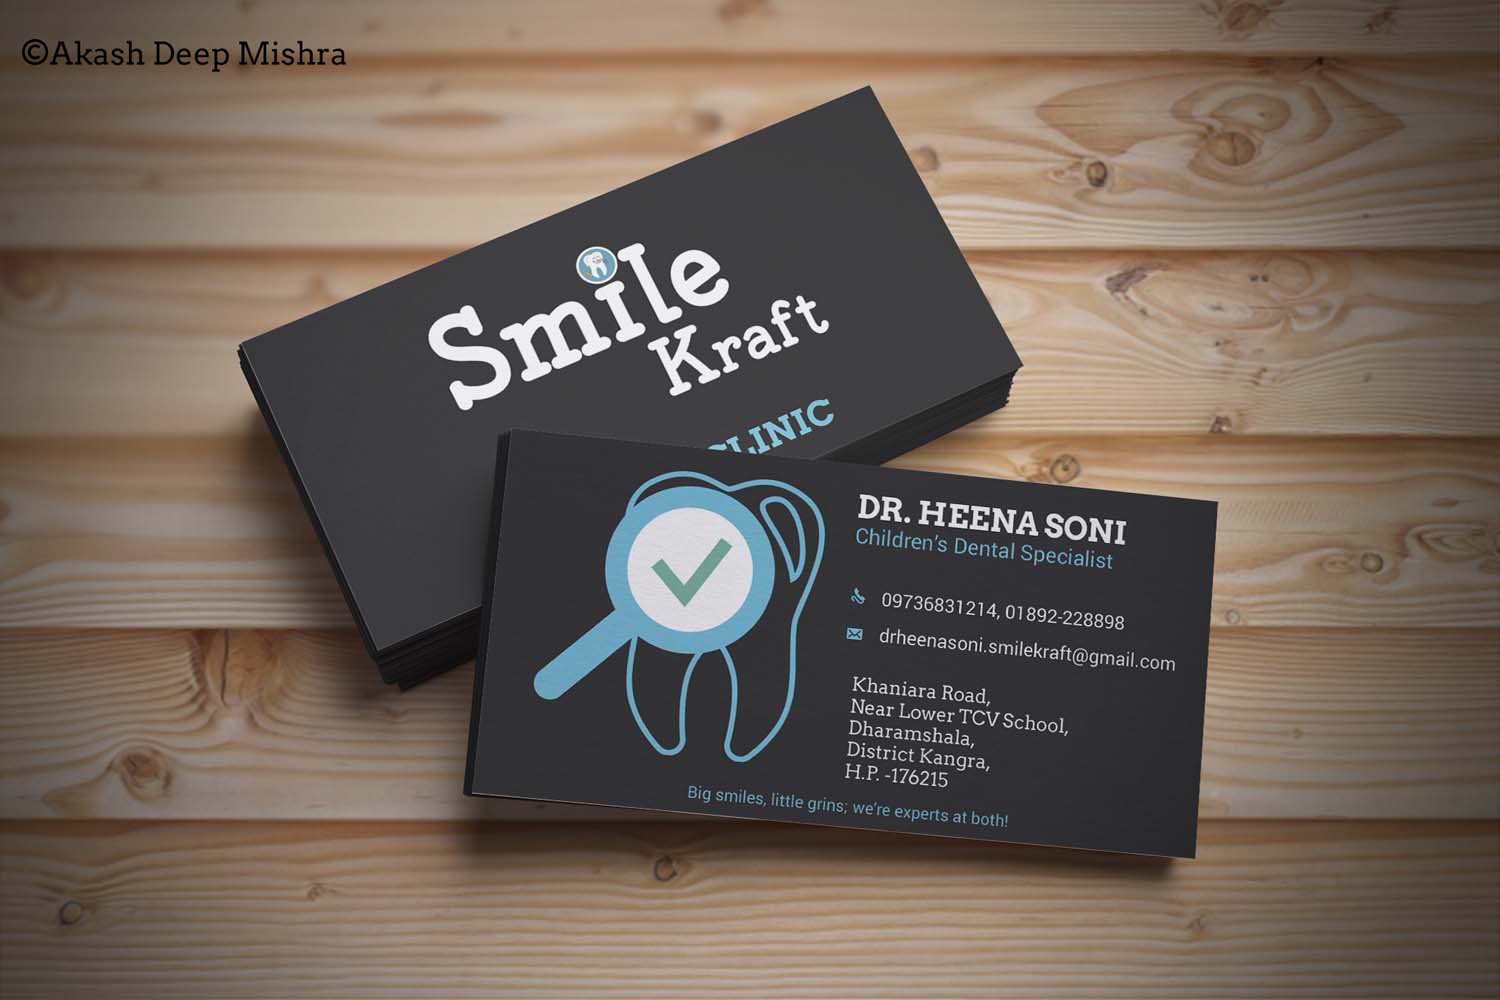 ©Akash Deep Mishra
Smile
Kraft
CLINIC
DR. HEENA SONI
Children's Dental Specialist
09736831214, 01892-228898
drheenasoni.smilekraft@gmail.com
Khaniara Road,
Near Lower TCV School,
Dharamshala,
District Kangra,
H.P. -176215
Big smiles, little grins; we're experts at both!